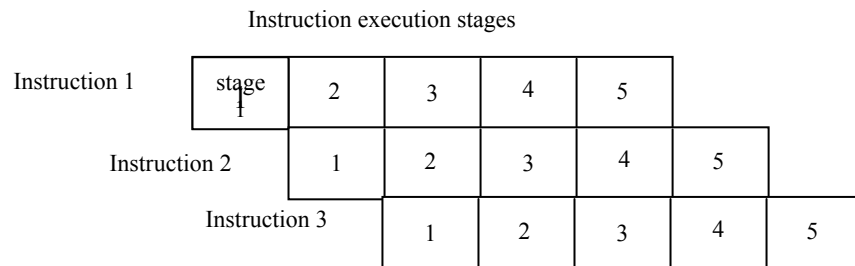 Instruction execution stages
Instruction 1 stage 1 2 3 4 5
Instruction 2 1 2 3 4 5
Instruction 3 1 2 3 4 5